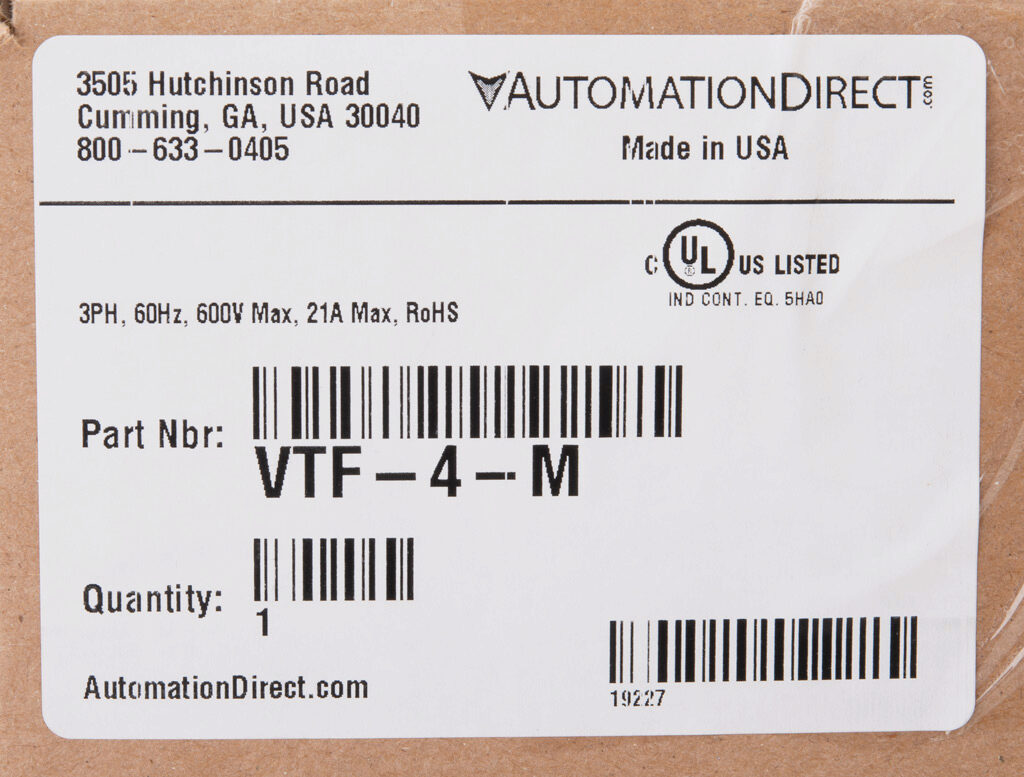 3505 Hutchinson Road
Cumming, GA, USA 30040
800-633-0405
AUTOMATIONDIRECT.com
Made in USA
C UL ® US LISTED
IND CONT. EQ. 5HA0
3PH, 60Hz, 600V Max, 21A Max, RoHS
Part Nbr:
VTF-4-M
Quantity:
1
AutomationDirect.com
19227